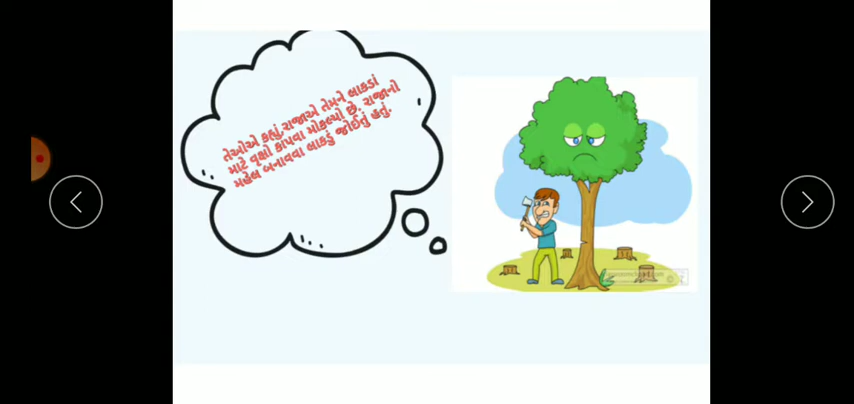 તેઓએ કહ્યું,રાજાએ તેમને લાકડાં
માટે વૃક્ષો કાપવા મોકલ્યો છે. રાજાનો
મહેલ બનાવવા લાકડું જોઈતું હતું.